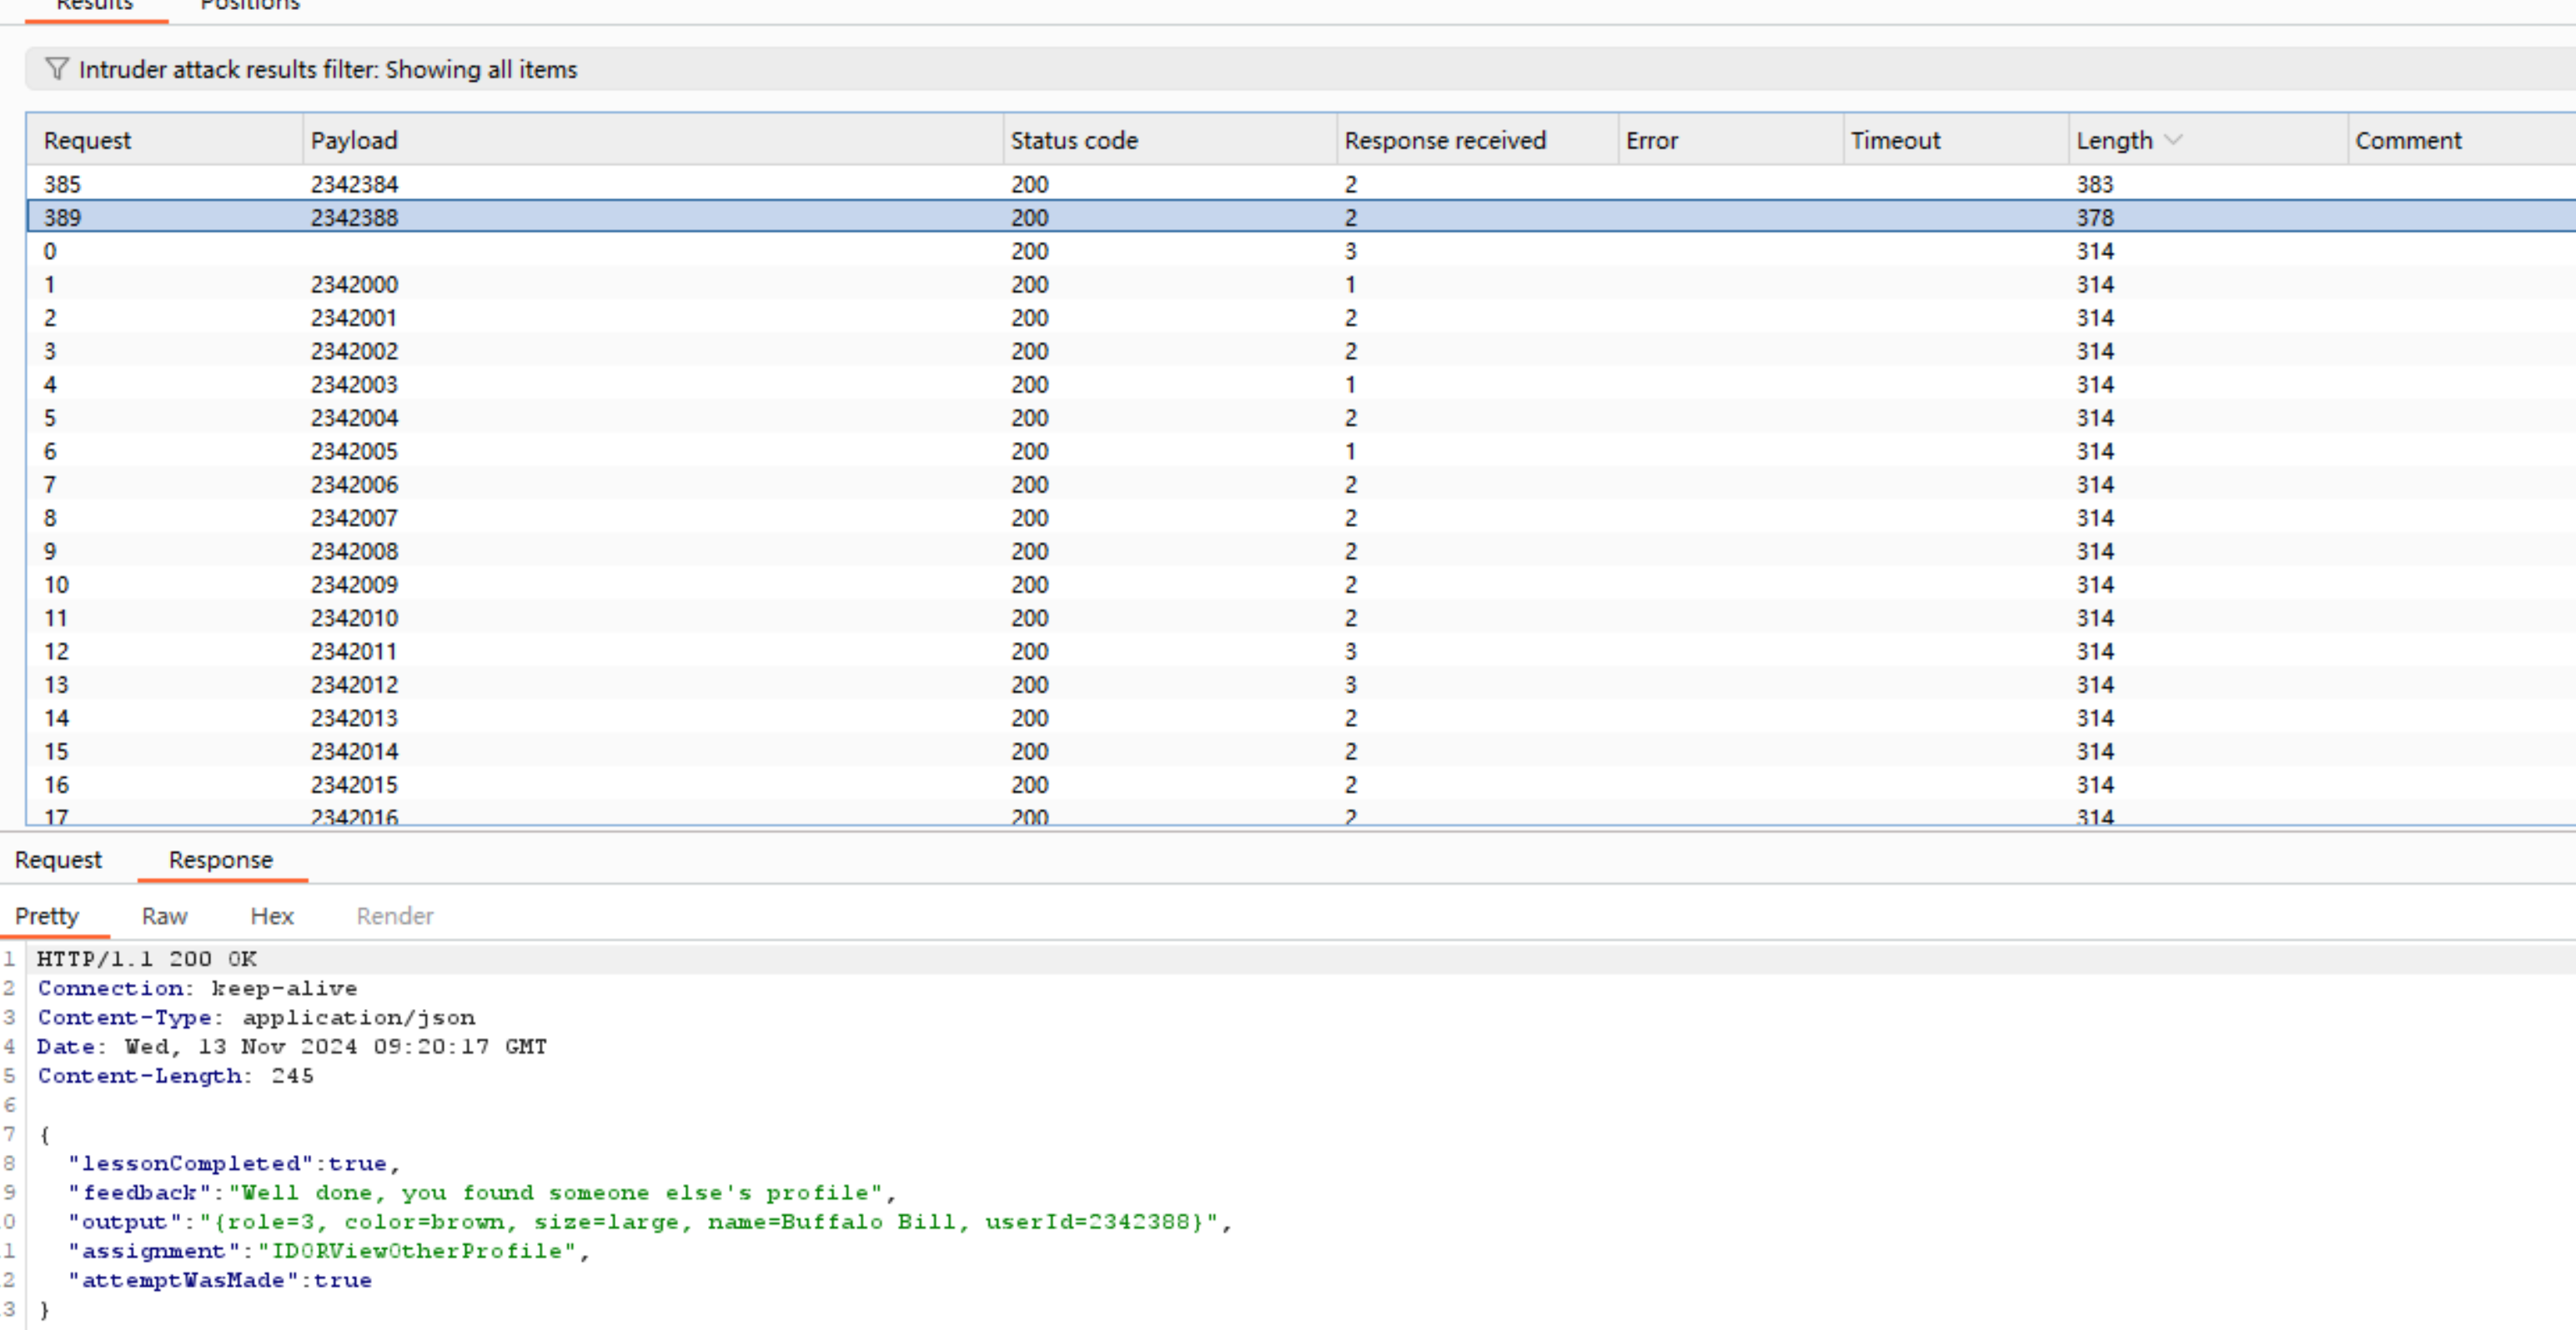 Results Positions
Intruder attack results filter: Showing all items
Request Payload Status code Response received Error Timeout Length Comment
385 2342384 200 2 383
389 2342388 200 2 378
0 200 3 314
1 2342000 200 1 314
2 2342001 200 2 314
3 2342002 200 2 314
4 2342003 200 1 314
5 2342004 200 2 314
6 2342005 200 1 314
7 2342006 200 2 314
8 2342007 200 2 314
9 2342008 200 2 314
10 2342009 200 2 314
11 2342010 200 2 314
12 2342011 200 3 314
13 2342012 200 3 314
14 2342013 200 2 314
15 2342014 200 2 314
16 2342015 200 2 314
17 2342016 200 2 314
Request Response
Pretty Raw Hex Render
1 HTTP/1.1 200 OK
2 Connection: keep-alive
3 Content-Type: application/json
4 Date: Wed, 13 Nov 2024 09:20:17 GMT
5 Content-Length: 245
6
7 {
8 "lessonCompleted":true,
9 "feedback":"Well done, you found someone else's profile",
0 "output":"{role=3, color=brown, size=large, name=Buffalo Bill, userId=2342388}",
1 "assignment":"IDORViewOtherProfile",
2 "attemptWasMade":true
3 }